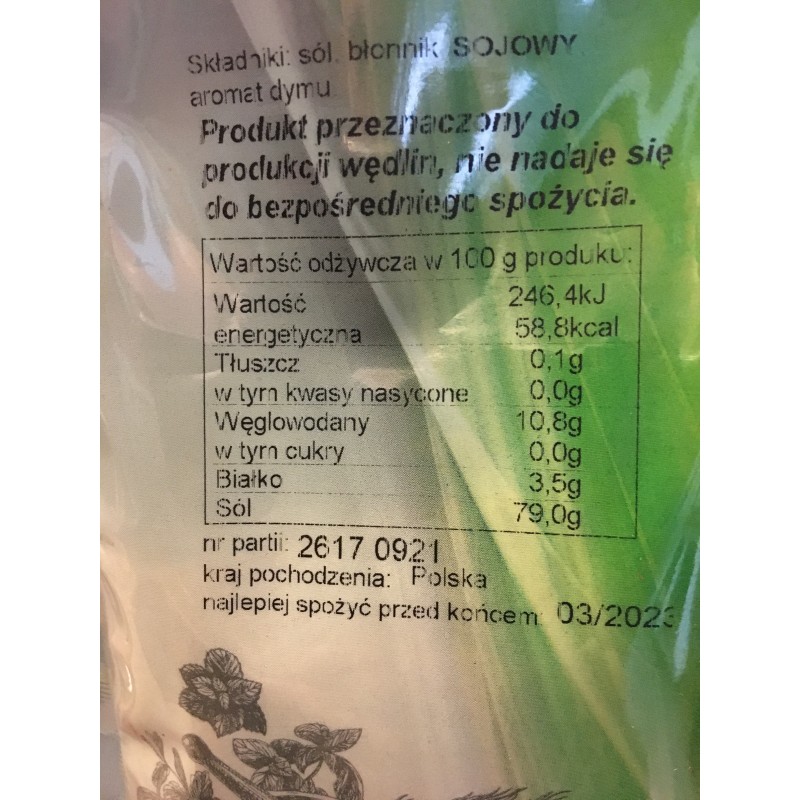 Składniki: sól, błonnik SOJOWY
aromat dymu
Produkt przeznaczony do
produkcji wędlin, nie nadaje się
do bezpośredniego spożycia.
Wartość odżywcza w 100 g produku:
Wartość 246,4kJ
energetyczna 58,8kcal
Tłuszcz 0,1g
w tym kwasy nasycone 0,0g
Węglowodany 10,8g
w tym cukry 0,0g
Białko 3,5g
Sól 79,0g
nr partii: 2617 0921
kraj pochodzenia: Polska
najlepiej spożyć przed końcem: 03/2023